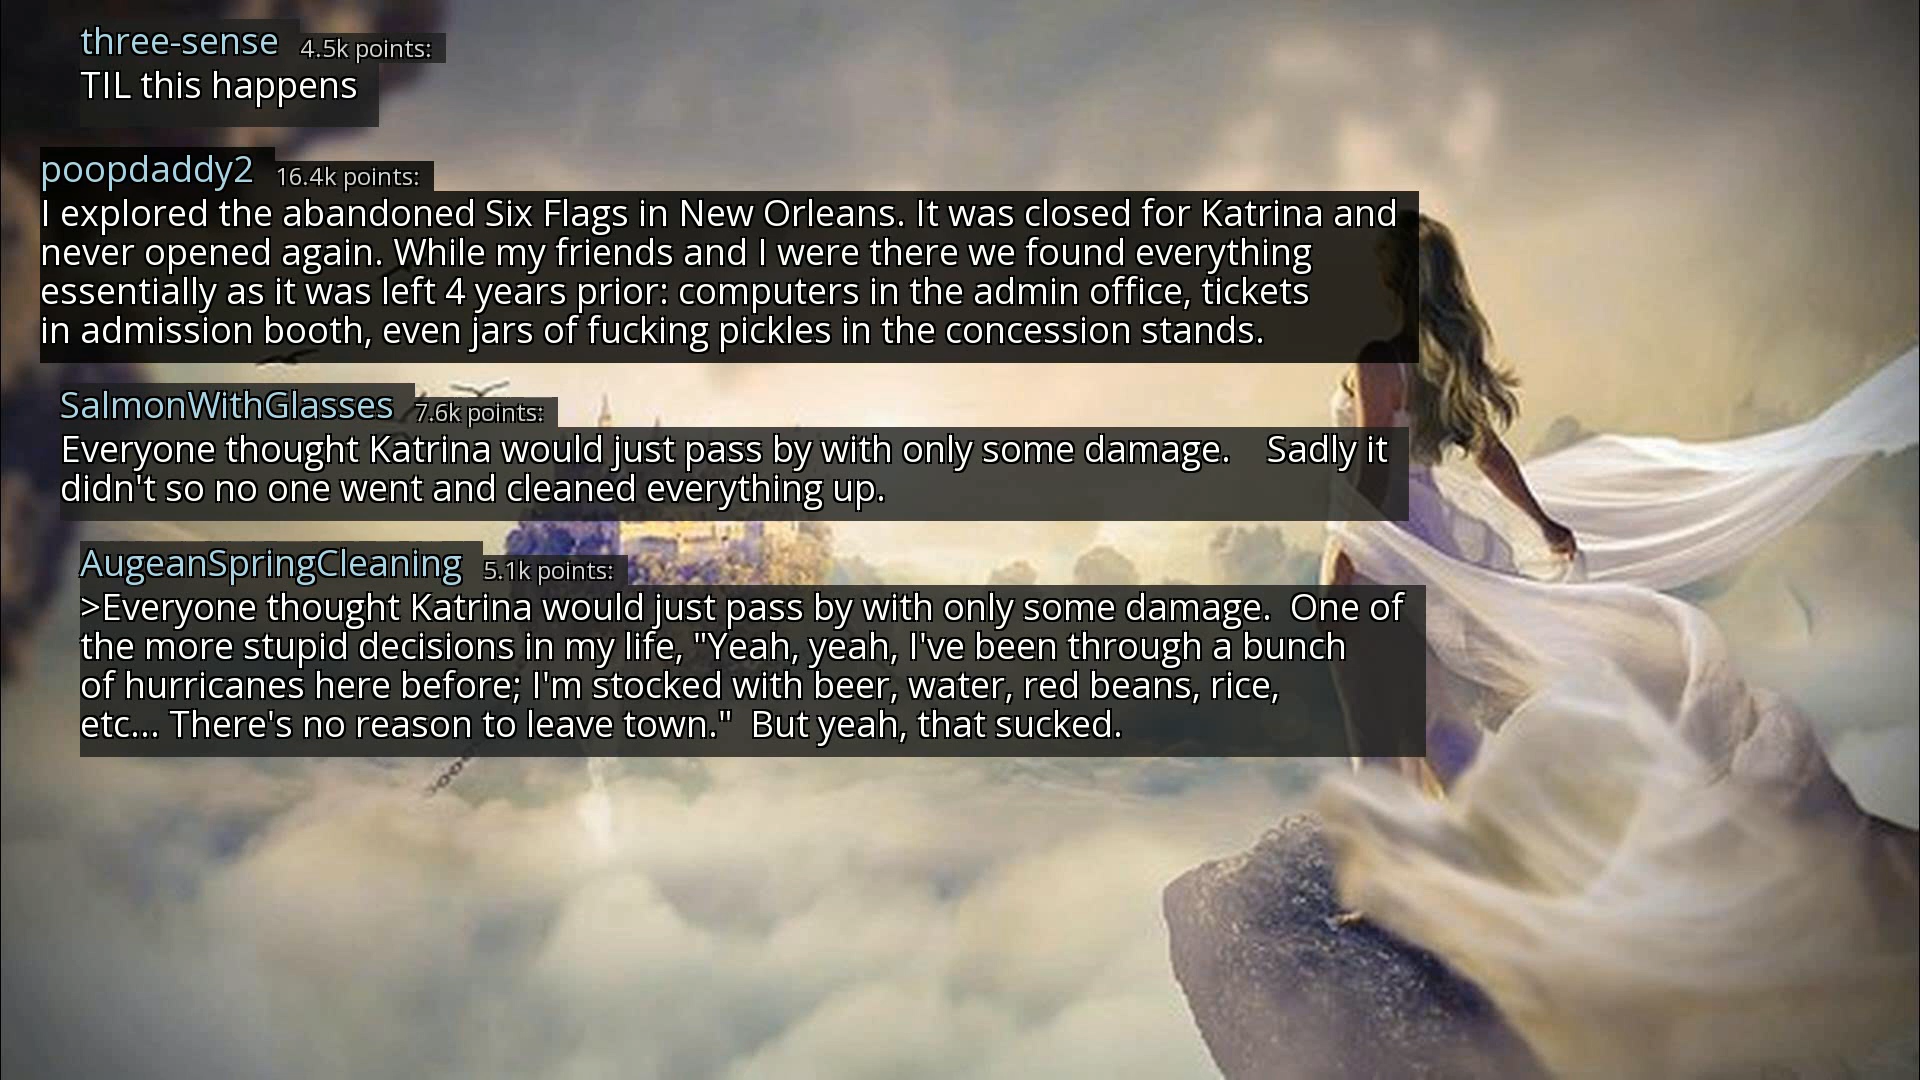 three-sense 4.5k points:
TIL this happens
poopdaddy2 16.4k points:
I explored the abandoned Six Flags in New Orleans. It was closed for Katrina and
never opened again. While my friends and I were there we found everything
essentially as it was left 4 years prior: computers in the admin office, tickets
in admission booth, even jars of fucking pickles in the concession stands.
SalmonWithGlasses 7.6k points:
Everyone thought Katrina would just pass by with only some damage.    Sadly it
didn't so no one went and cleaned everything up.
AugeanSpringCleaning 5.1k points:
>Everyone thought Katrina would just pass by with only some damage.  One of
the more stupid decisions in my life, "Yeah, yeah, I've been through a bunch
of hurricanes here before; I'm stocked with beer, water, red beans, rice,
etc... There's no reason to leave town."  But yeah, that sucked.